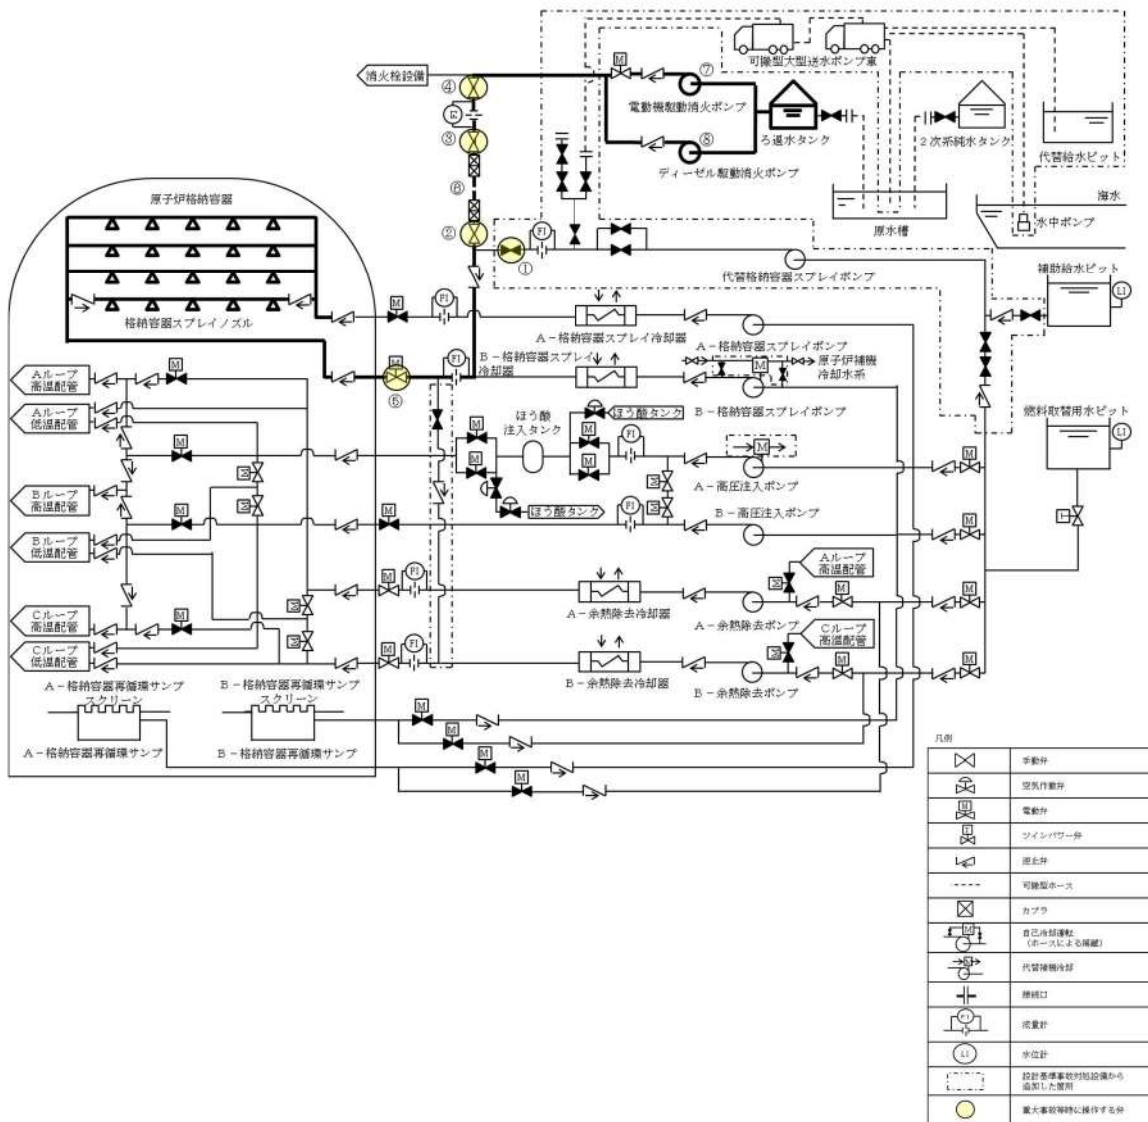 可搬型大型送水ポンプ車
消火栓設備
④
M
⑦
電動機駆動消火ポンプ
FI
③
⑧
ろ過水タンク
2次系純水タンク
代替給水ピット
ディーゼル駆動消火ポンプ
⑥
海水
原子炉格納容器
原水槽
水中ポンプ
②
FI
①
代替格納容器スプレイポンプ
補助給水ピット
LI
M
FI
格納容器スプレイノズル
A-格納容器スプレイ冷却器
A-格納容器スプレイポンプ
B-格納容器スプレイ
冷却器
M
原子炉補機
冷却水系
M
FI
⑤
Aループ
高温配管
M
B-格納容器スプレイポンプ
燃料取替用水ピット
LI
ほう酸
注入タンク
ほう酸タンク
Aループ
低温配管
M
M
M
FI
M
M
M
M
M
A-高圧注入ポンプ
M
Bループ
高温配管
M
M
M
ほう酸タンク
FI
B-高圧注入ポンプ
M
M
M
Bループ
低温配管
Aループ
高温配管
M
FI
M
M
M
A-余熱除去冷却器
A-余熱除去ポンプ
Cループ
高温配管
M
M
Cループ
高温配管
Cループ
低温配管
M
M
FI
M
M
M
B-余熱除去冷却器
B-余熱除去ポンプ
A-格納容器再循環サンプ
スクリーン
B-格納容器再循環サンプ
スクリーン
M
M
A-格納容器再循環サンプ
B-格納容器再循環サンプ
M
M
凡例
手動弁
空気作動弁
M
電動弁
ツインパワー弁
逆止弁
可搬型ホース
カプラ
M
自己冷却運転
(ホースによる接続)
M
代替補機冷却
接続口
FI
流量計
LI
水位計
設計基準事故対処設備から
追加した箇所
重大事故等時に操作する弁